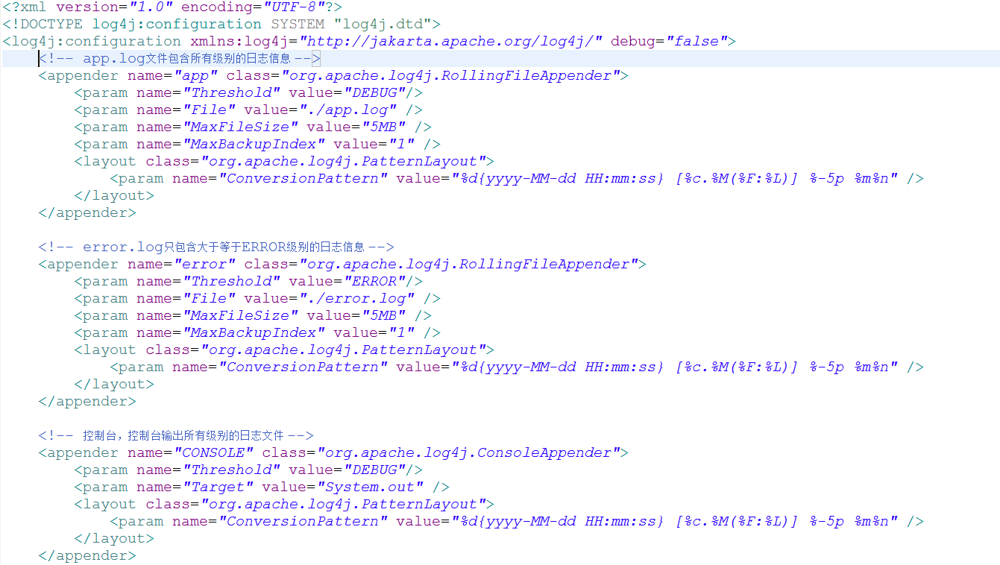 <?xml version="1.0" encoding="UTF-8"?>
<!DOCTYPE log4j:configuration SYSTEM "log4j.dtd">
<log4j:configuration xmlns:log4j="http://jakarta.apache.org/log4j/" debug="false">
    <!-- app.log文件包含所有级别的日志信息 -->
    <appender name="app" class="org.apache.log4j.RollingFileAppender">
        <param name="Threshold" value="DEBUG"/>
        <param name="File" value="./app.log" />
        <param name="MaxFileSize" value="5MB" />
        <param name="MaxBackupIndex" value="1" />
        <layout class="org.apache.log4j.PatternLayout">
            <param name="ConversionPattern" value="%d{yyyy-MM-dd HH:mm:ss} [%c.%M(%F:%L)] %-5p %m%n" />
        </layout>
    </appender>

    <!-- error.log只包含大于等于ERROR级别的日志信息 -->
    <appender name="error" class="org.apache.log4j.RollingFileAppender">
        <param name="Threshold" value="ERROR"/>
        <param name="File" value="./error.log" />
        <param name="MaxFileSize" value="5MB" />
        <param name="MaxBackupIndex" value="1" />
        <layout class="org.apache.log4j.PatternLayout">
            <param name="ConversionPattern" value="%d{yyyy-MM-dd HH:mm:ss} [%c.%M(%F:%L)] %-5p %m%n" />
        </layout>
    </appender>

    <!-- 控制台，控制台输出所有级别的日志文件 -->
    <appender name="CONSOLE" class="org.apache.log4j.ConsoleAppender">
        <param name="Threshold" value="DEBUG"/>
        <param name="Target" value="System.out" />
        <layout class="org.apache.log4j.PatternLayout">
            <param name="ConversionPattern" value="%d{yyyy-MM-dd HH:mm:ss} [%c.%M(%F:%L)] %-5p %m%n" />
        </layout>
    </appender>